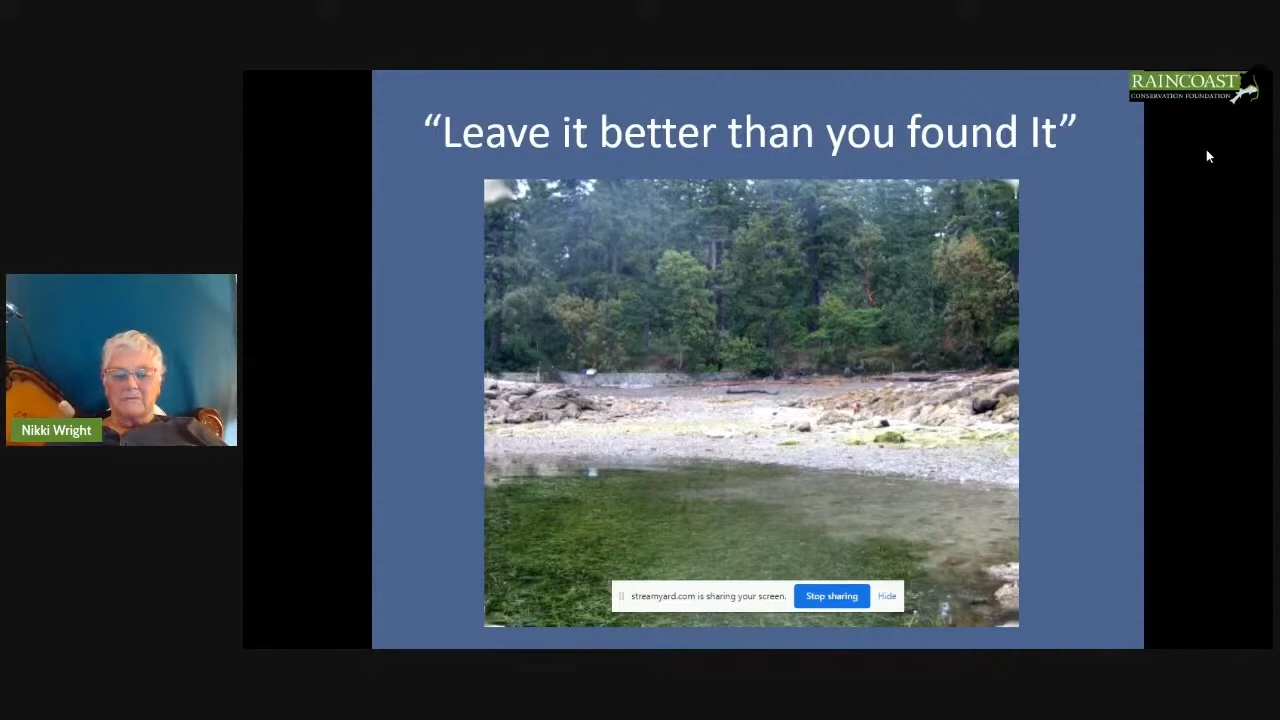 RAINCOAST
CONSERVATION FOUNDATION
“Leave it better than you found It”
Nikki Wright
streamyard.com is sharing your screen.
Stop sharing
Hide